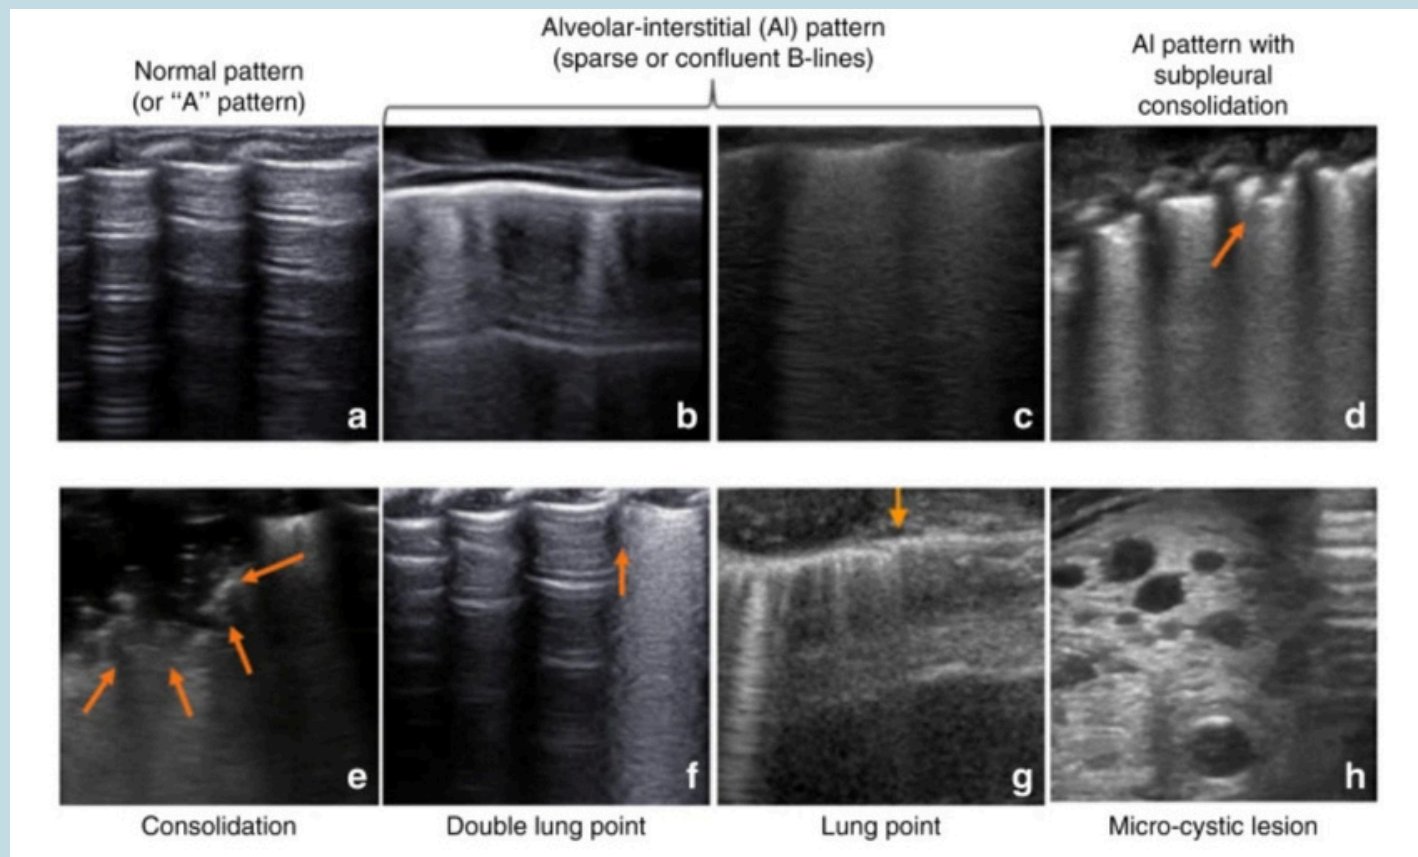 Alveolar-interstitial (AI) pattern
(sparse or confluent B-lines)
Normal pattern
(or “A” pattern)
AI pattern with
subpleural
consolidation
a
b
c
d
e
f
g
h
Consolidation
Double lung point
Lung point
Micro-cystic lesion